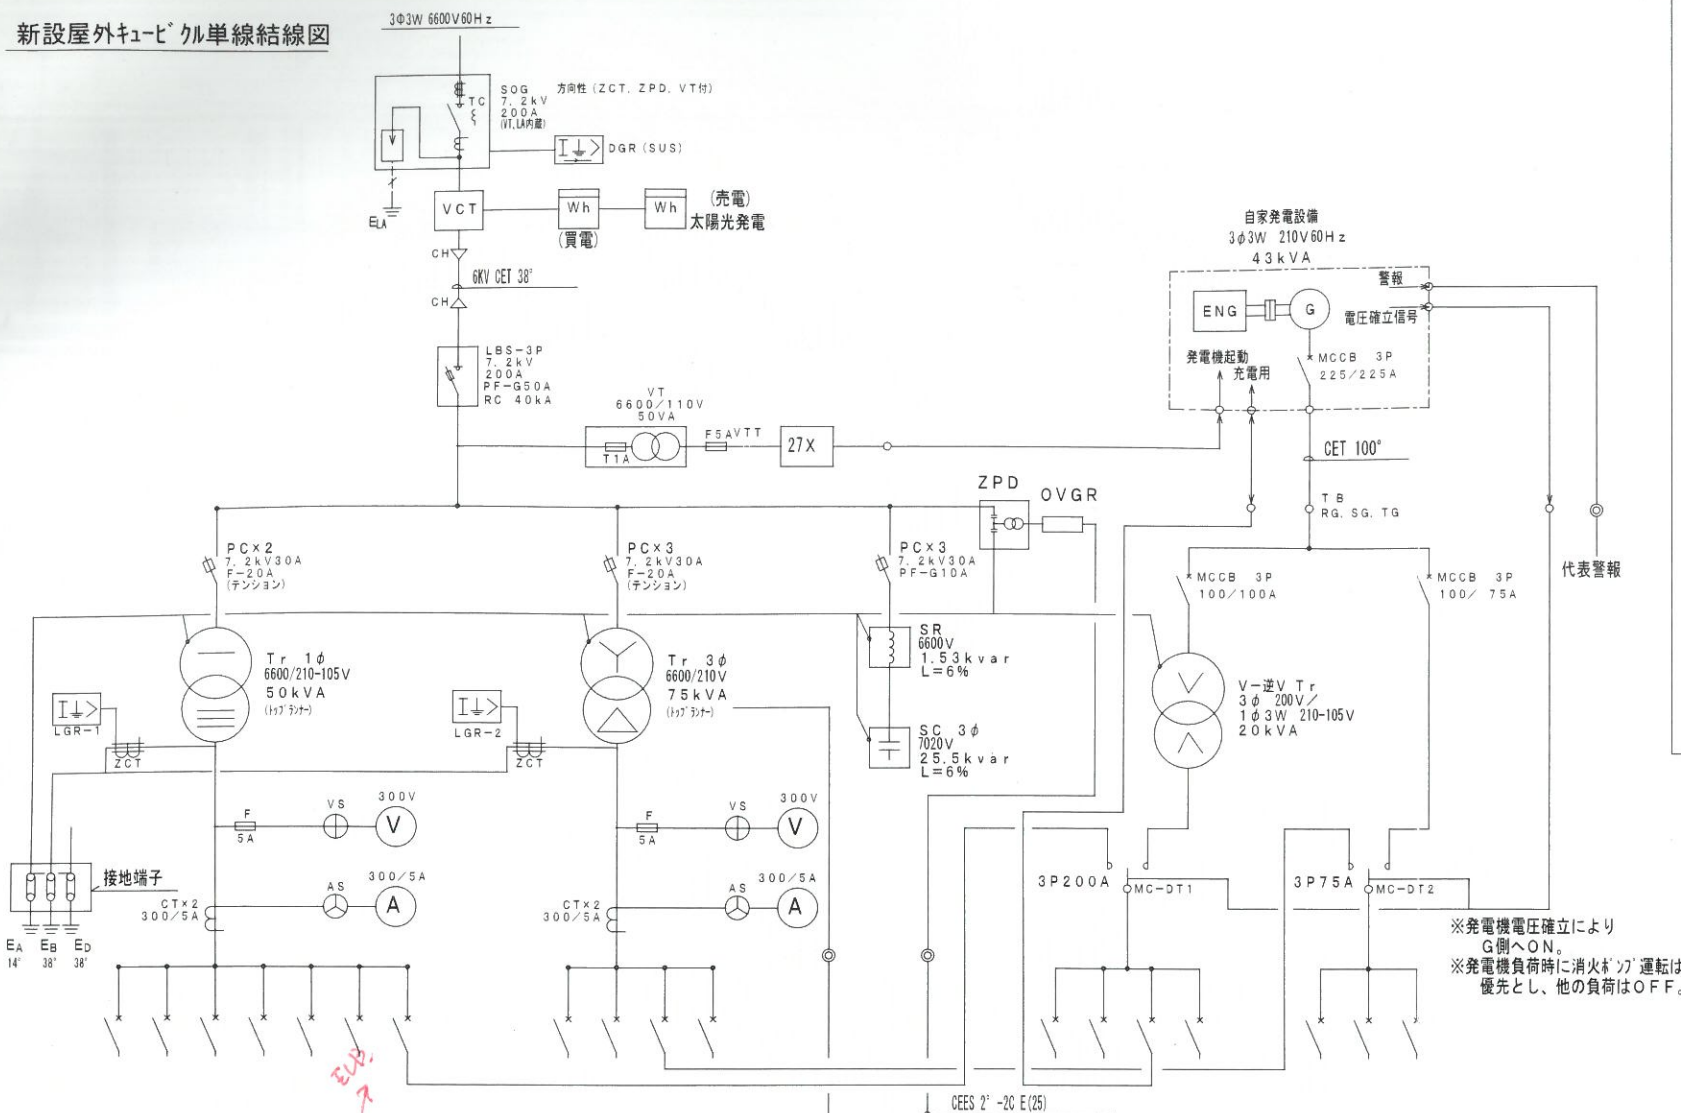 新設屋外キュービクル単線結線図
3Φ3W 6600V60Hz
SOG
7.2kV
200A
(VT,LA内蔵)
方向性(ZCT, ZPD, VT付)
TC
I > DGR(SUS)
ELA
VCT
Wh
(買電)
Wh
(売電)
太陽光発電
CH
6KV CET 38°
CH
LBS-3P
7.2kV
200A
PF-G50A
RC 40kA
VT
6600/110V
50VA
T1A
F5A
VTT
27X
ZPD
OVGR
自家発電設備
3φ3W 210V60Hz
43kVA
警報
ENG
G
電圧確立信号
発電機起動
充電用
MCCB 3P
225/225A
CET 100°
TB
RG, SG, TG
代表警報
PC×2
7.2kV30A
F-20A
(テンション)
PC×3
7.2kV30A
F-20A
(テンション)
PC×3
7.2kV30A
PF-G10A
MCCB 3P
100/100A
MCCB 3P
100/ 75A
Tr 1φ
6600/210-105V
50kVA
(トップランナー)
Tr 3φ
6600/210V
75kVA
(トップランナー)
SR
6600V
1.53kvar
L=6%
SC 3φ
7020V
25.5kvar
L=6%
V-逆V Tr
3φ 200V/
1φ3W 210-105V
20kVA
I >
LGR-1
ZCT
I >
LGR-2
ZCT
F
5A
VS
300V
V
F
5A
VS
300V
V
接地端子
CT×2
300/5A
AS
300/5A
A
CT×2
300/5A
AS
300/5A
A
3P200A
MC-DT1
3P75A
MC-DT2
EA
14°
EB
38°
ED
38°
※発電機電圧確立により
G側へON。
※発電機負荷時に消火ポンプ運転は
優先とし、他の負荷はOFF。
ELB.
CEES 2° -2C E(25)